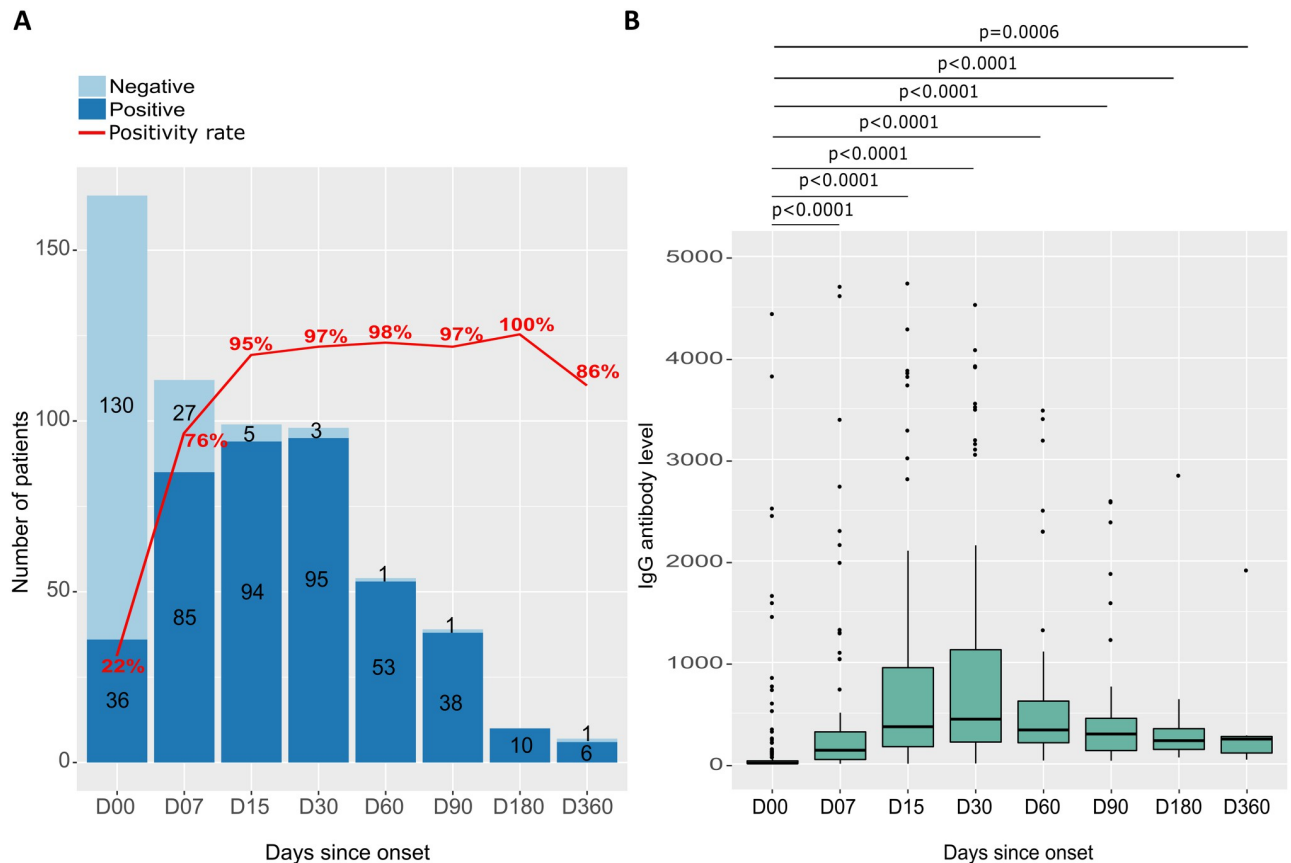 A
Negative
Positive
Positivity rate
Number of patients
150
100
50
0
130
36
22%
27
85
76%
5
94
95%
3
95
97%
1
53
98%
1
38
97%
10
100%
1
6
86%
D00 D07 D15 D30 D60 D90 D180 D360
Days since onset
B
p=0.0006
p<0.0001
p<0.0001
p<0.0001
p<0.0001
p<0.0001
p<0.0001
IgG antibody level
5000
4000
3000
2000
1000
0
D00 D07 D15 D30 D60 D90 D180 D360
Days since onset